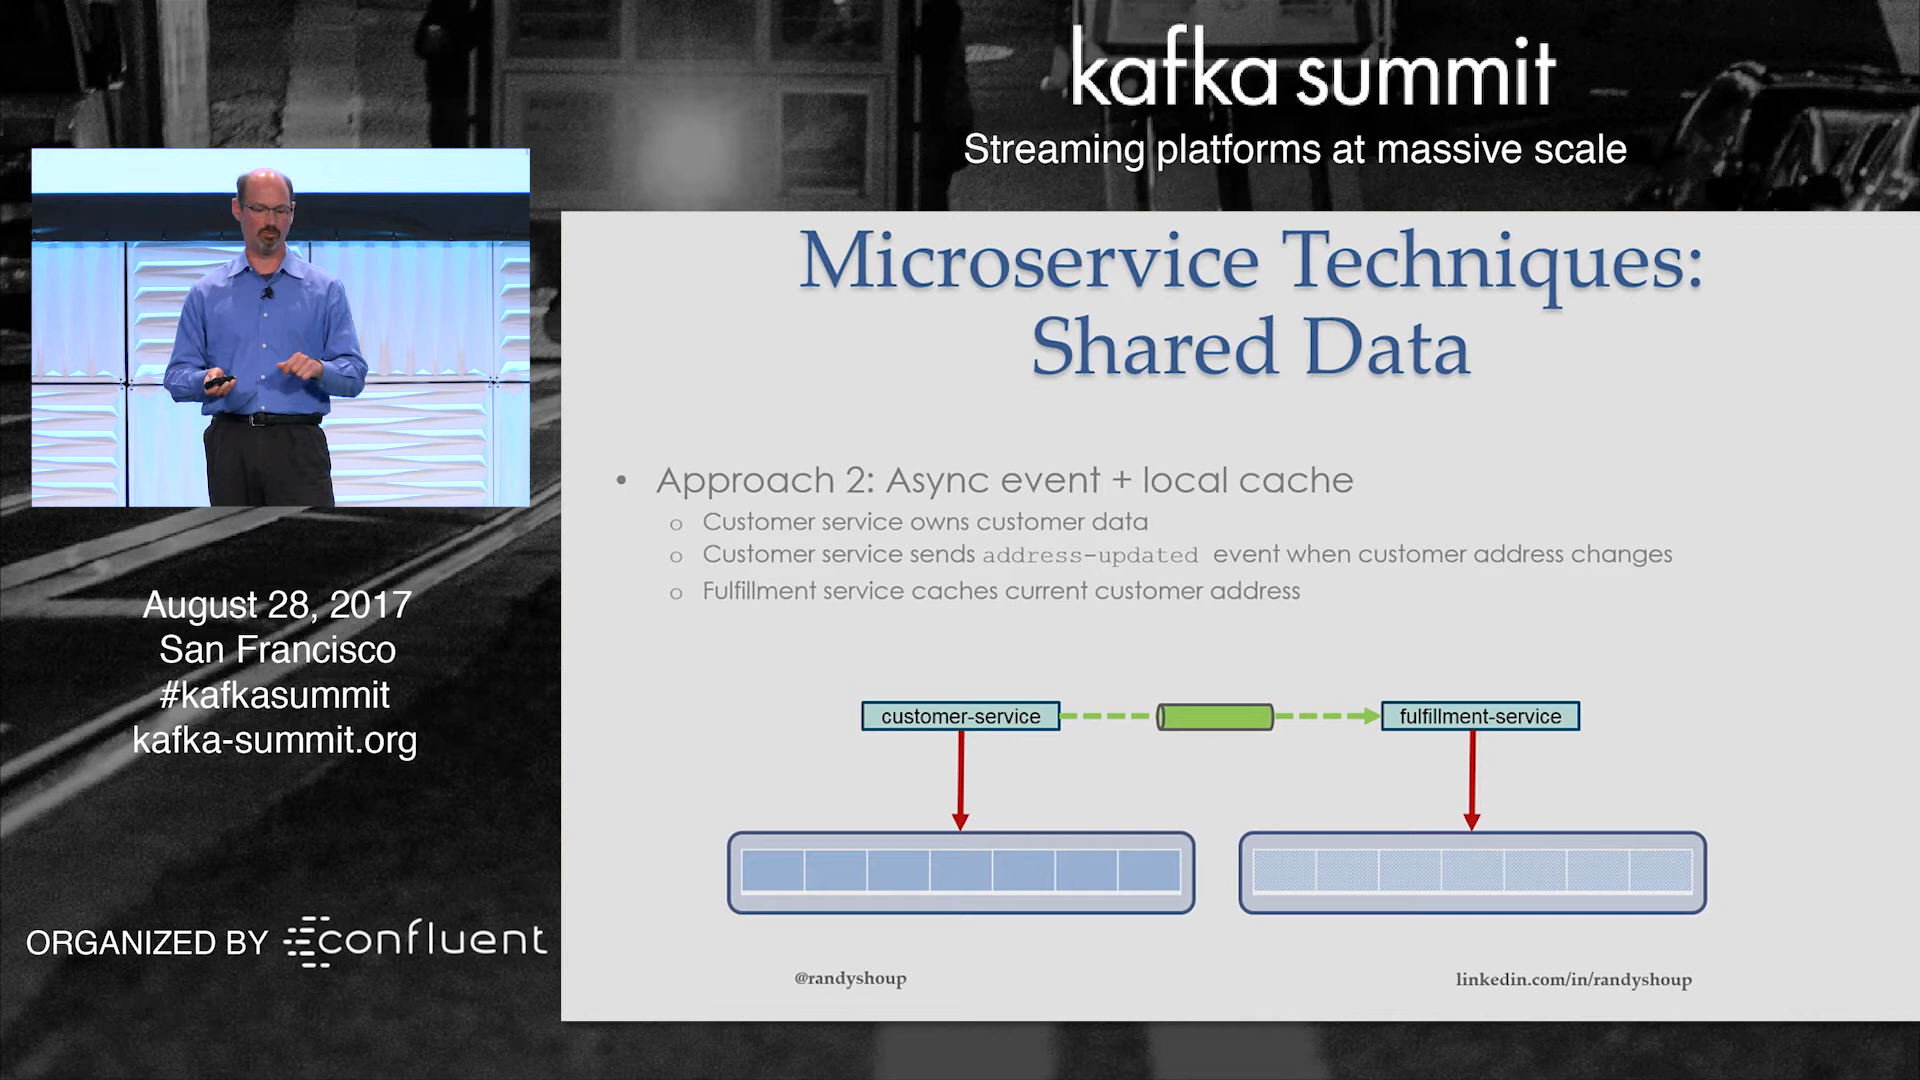 kafka summit
Streaming platforms at massive scale
Microservice Techniques:
Shared Data
• Approach 2: Async event + local cache
o Customer service owns customer data
o Customer service sends address-updated event when customer address changes
o Fulfillment service caches current customer address
customer-service
fulfillment-service
@randyshoup
linkedin.com/in/randyshoup
August 28, 2017
San Francisco
#kafkasummit
kafka-summit.org
ORGANIZED BY confluent